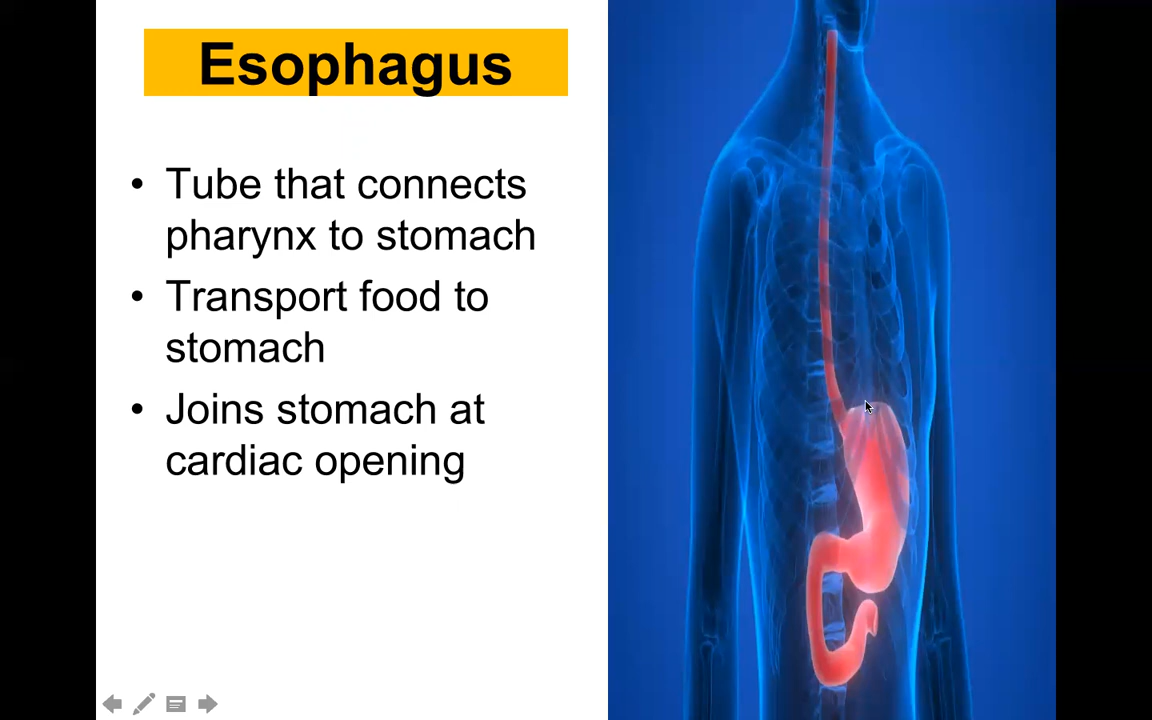 Esophagus
• Tube that connects
pharynx to stomach
• Transport food to
stomach
• Joins stomach at
cardiac opening